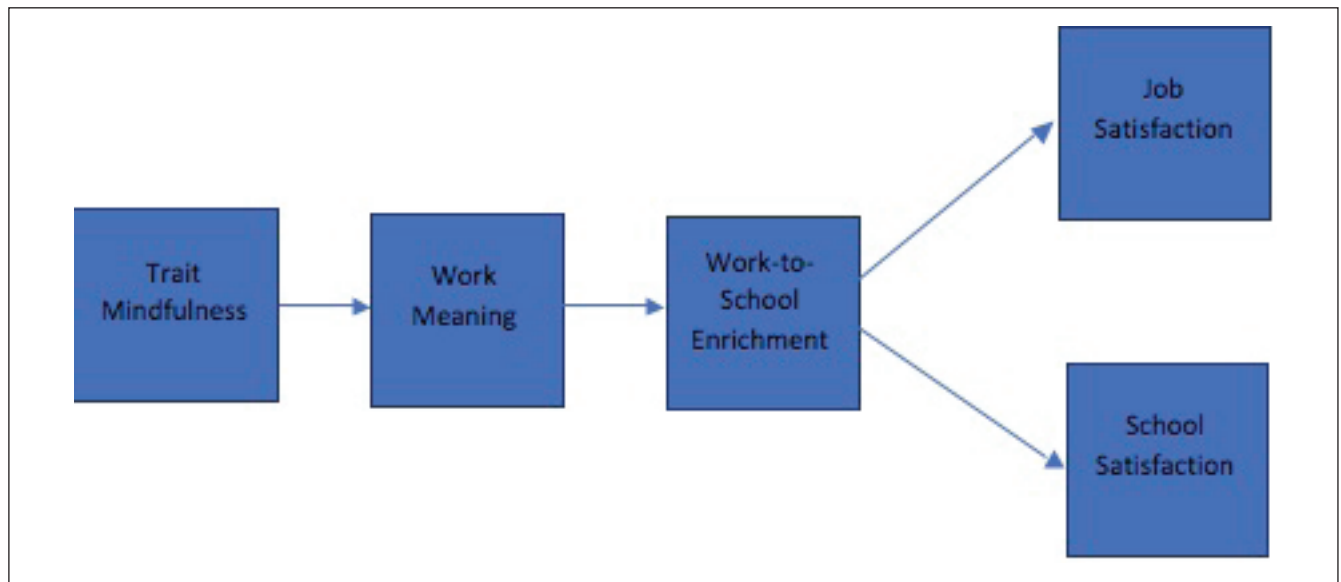 Trait
Mindfulness
Work
Meaning
Work-to-
School
Enrichment
Job
Satisfaction
School
Satisfaction